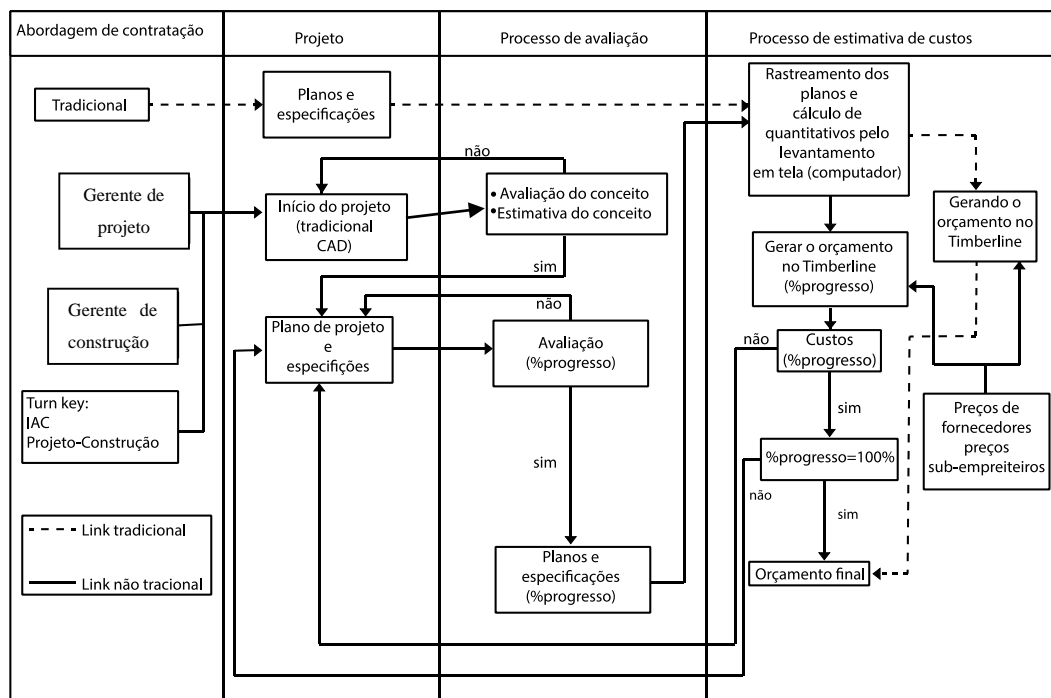 Abordagem de contratação
Projeto
Processo de avaliação
Processo de estimativa de custos
Tradicional
Planos e
especificações
Rastreamento dos
planos e
cálculo de
quantitativos pelo
levantamento
em tela (computador)
não
Gerente de
projeto
Início do projeto
(tradicional
CAD)
• Avaliação do conceito
• Estimativa do conceito
Gerando o
orçamento no
Timberline
Gerar o orçamento
no Timberline
(%progresso)
sim
não
Gerente de
construção
Plano de projeto
e
especifições
Avaliação
(%progresso)
não
Custos
(%progresso)
Turn key:
IAC
Projeto-Construção
sim
Preços de
fornecedores
preços
sub-empreiteiros
sim
%progresso=100%
não
sim
Link tradicional
Link não tracional
Planos e
especificações
(%progresso)
Orçamento final